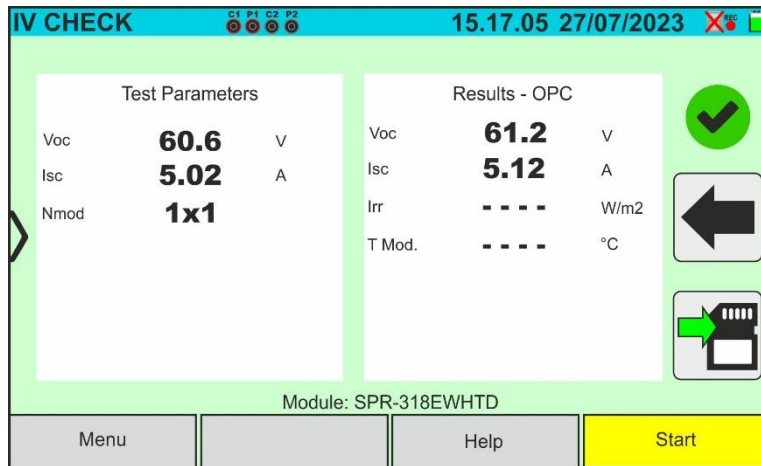 IV CHECK C1 P1 C2 P2 15.17.05 27/07/2023 REC
Test Parameters
Voc 60.6 V
Isc 5.02 A
Nmod 1x1
Results - OPC
Voc 61.2 V
Isc 5.12 A
Irr - - - - W/m2
T Mod. - - - - °C
Module: SPR-318EWHTD
Menu Help Start